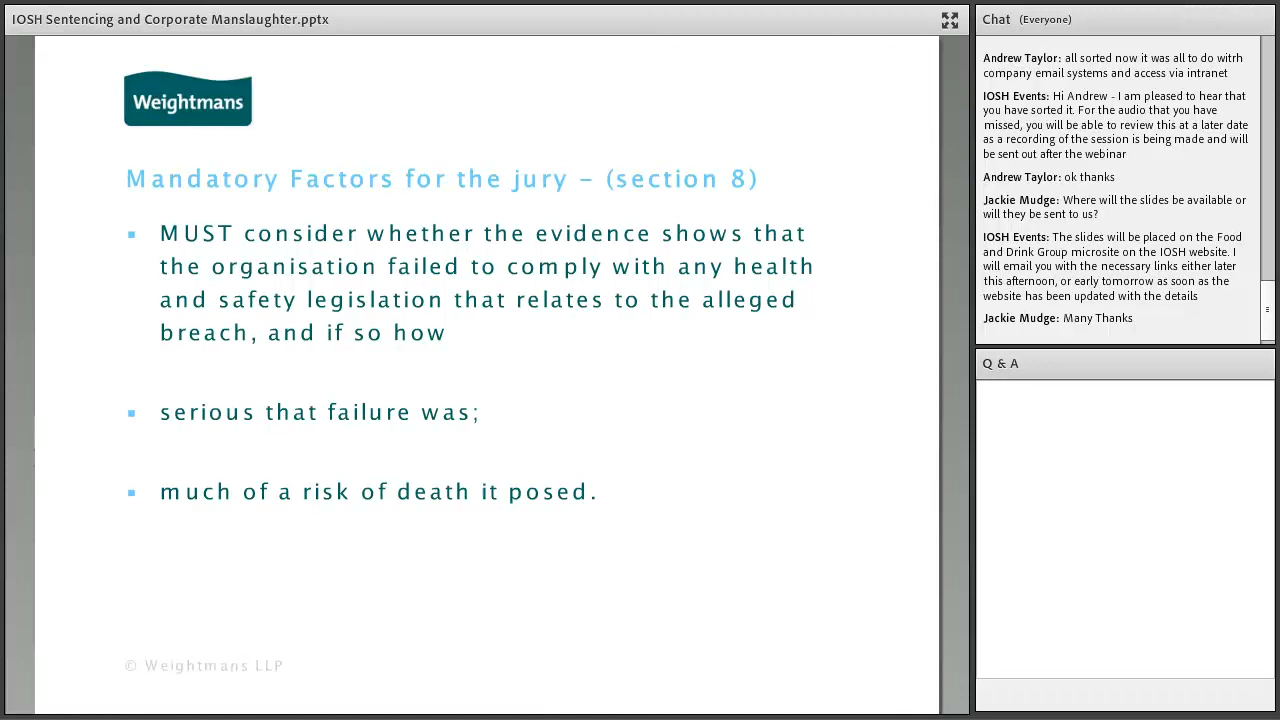 IOSH Sentencing and Corporate Manslaughter.pptx
Weightmans
Mandatory Factors for the jury – (section 8)
MUST consider whether the evidence shows that
the organisation failed to comply with any health
and safety legislation that relates to the alleged
breach, and if so how
serious that failure was;
much of a risk of death it posed.
© Weightmans LLP
Chat (Everyone)
Andrew Taylor: all sorted now it was all to do witrh
company email systems and access via intranet
IOSH Events: Hi Andrew - I am pleased to hear that
you have sorted it. For the audio that you have
missed, you will be able to review this at a later date
as a recording of the session is being made and will
be sent out after the webinar
Andrew Taylor: ok thanks
Jackie Mudge: Where will the slides be available or
will they be sent to us?
IOSH Events: The slides will be placed on the Food
and Drink Group microsite on the IOSH website. I
will email you with the necessary links either later
this afternoon, or early tomorrow as soon as the
website has been updated with the details
Jackie Mudge: Many Thanks
Q & A